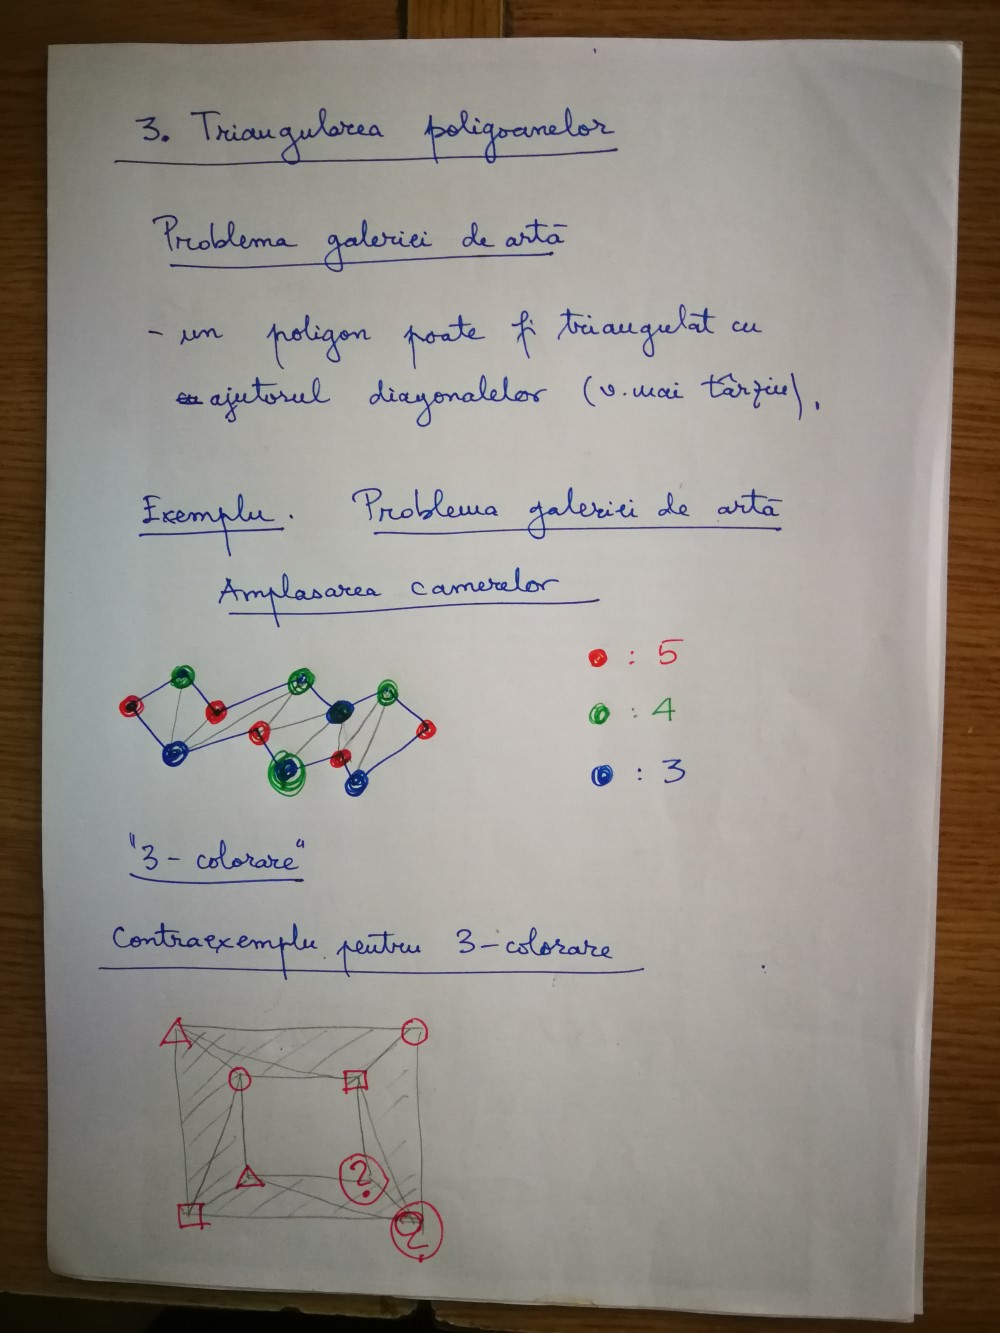 3. Triangularea poligoanelor
Problema galeriei de artă
- un poligon poate fi triangulat cu
ajutorul diagonalelor (v. mai târziu).
Exemplu. Problema galeriei de artă
Amplasarea camerelor
: 5
: 4
: 3
"3-colorare"
Contraexemplu pentru 3-colorare
?
?